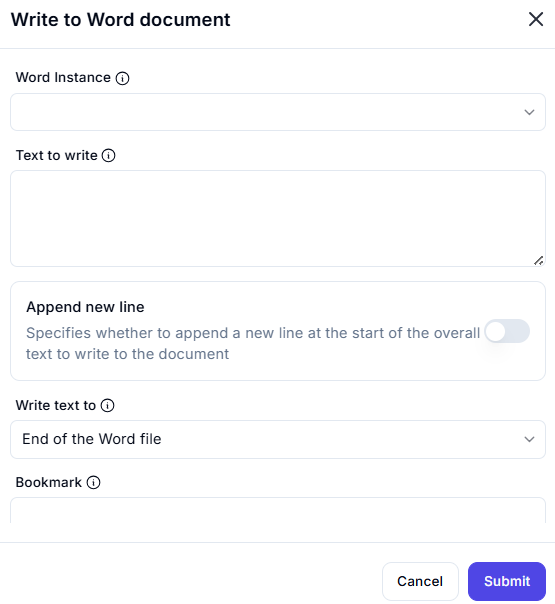 Write to Word document
Word Instance
Text to write
Append new line
Specifies whether to append a new line at the start of the overall
text to write to the document
Write text to
End of the Word file
Bookmark
Cancel
Submit